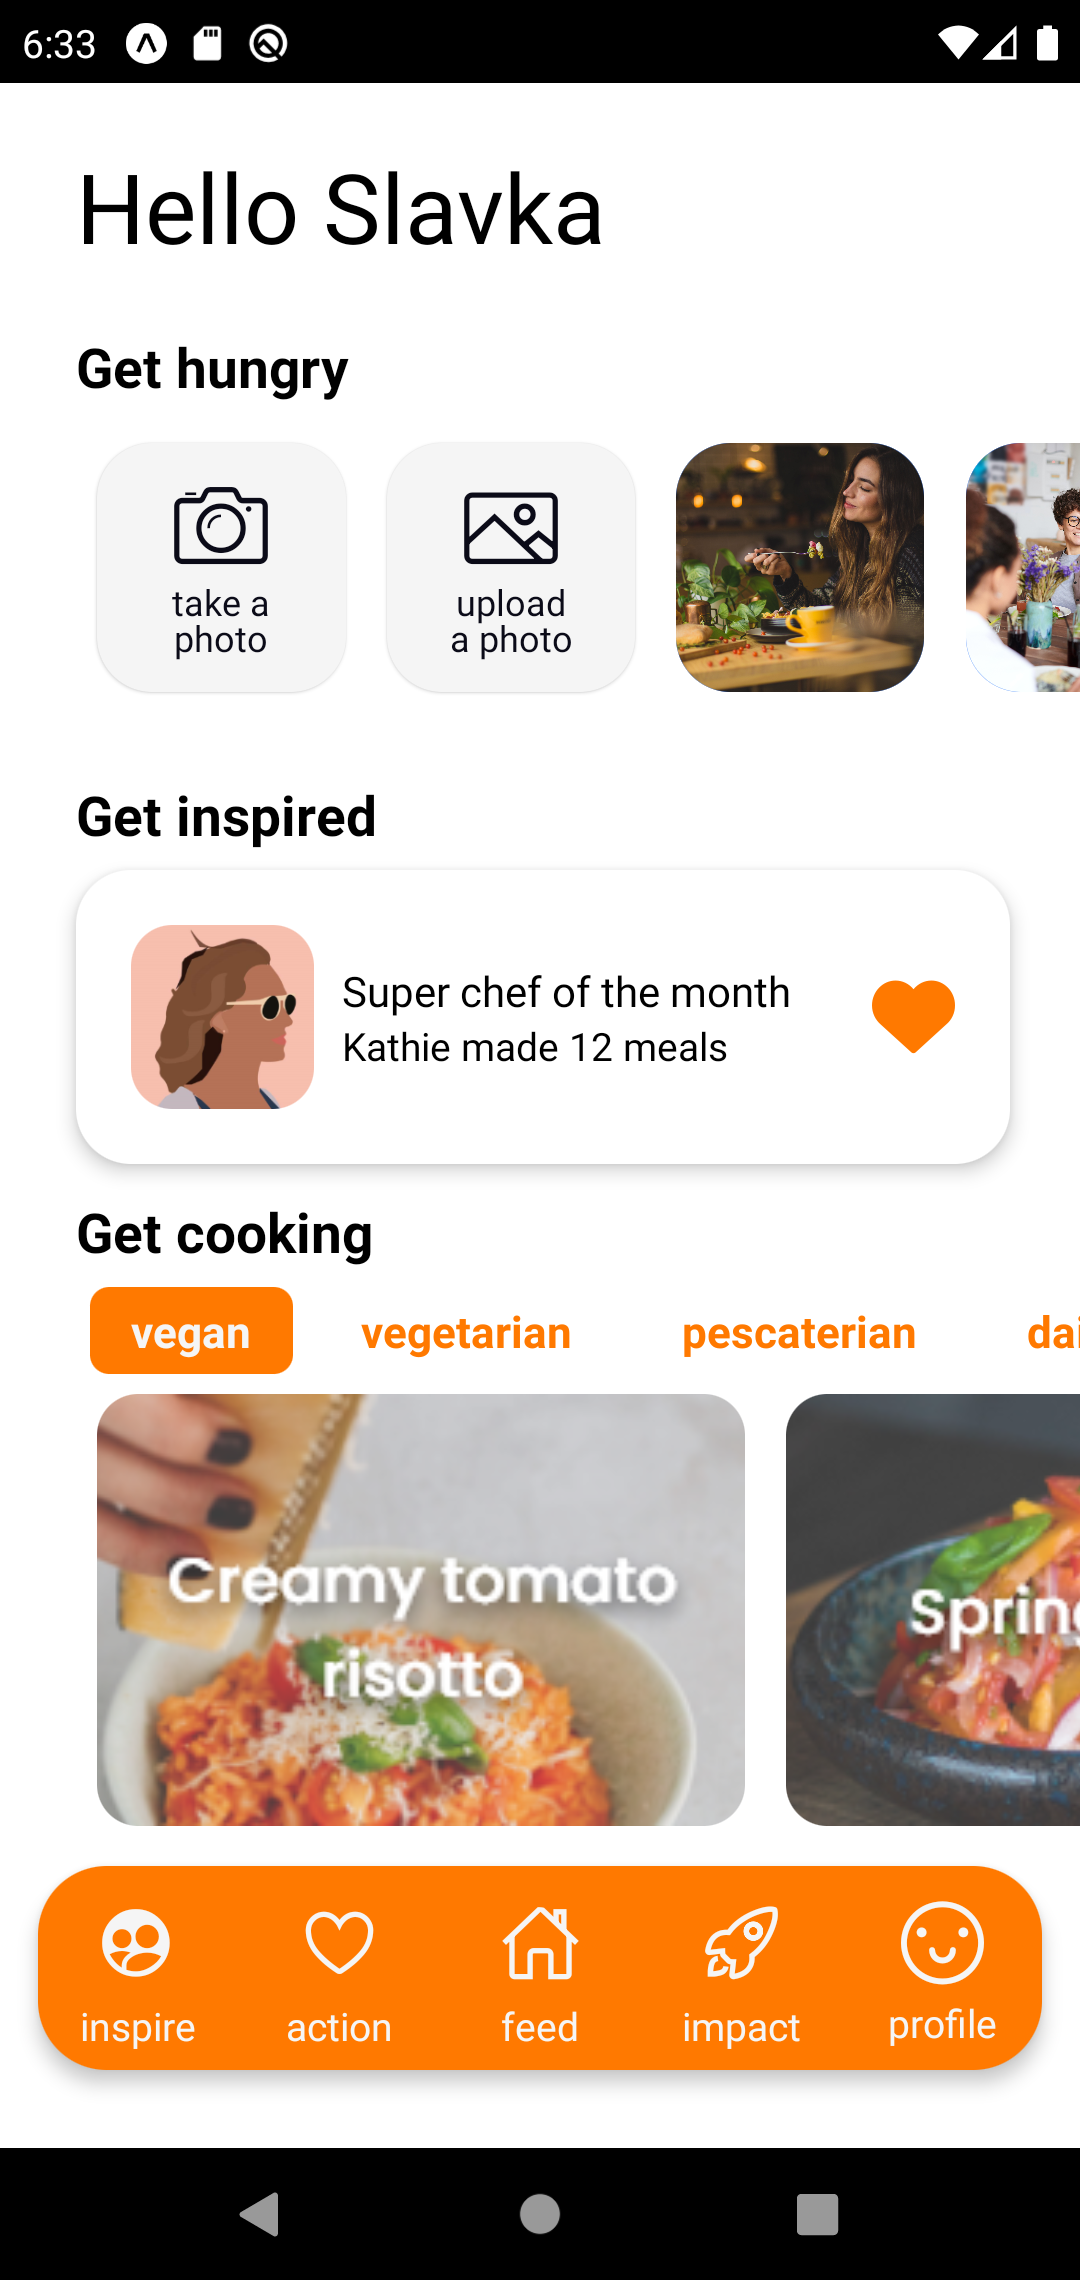 6:33
Hello Slavka
Get hungry
take a
photo
upload
a photo
Get inspired
Super chef of the month
Kathie made 12 meals
Get cooking
vegan vegetarian pescaterian dai
Creamy tomato
risotto
Spring
inspire action feed impact profile